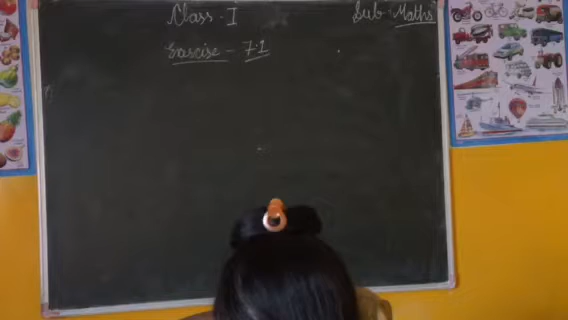 Class - I
Sub - Maths
Exercise - 7.1